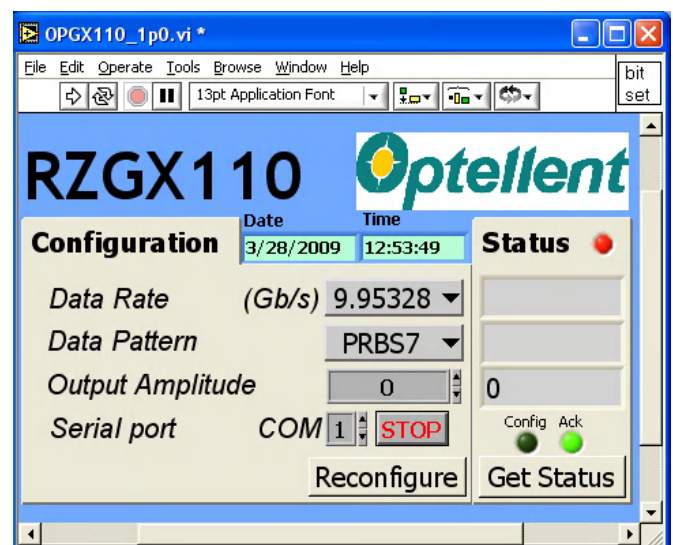 OPGX110_1p0.vi *
File Edit Operate Tools Browse Window Help
13pt Application Font
bit
set
RZGX110
Optellent
Date Time
Configuration 3/28/2009 12:53:49 Status
Data Rate (Gb/s) 9.95328
Data Pattern PRBS7
Output Amplitude 0 0
Serial port COM 1 STOP
Config Ack
Reconfigure Get Status